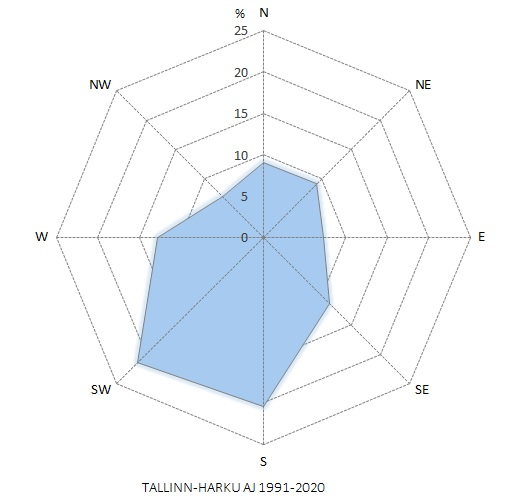 % N
25
NW NE
20
15
10
5
W 0 E
SW SE
S
TALLINN-HARKU AJ 1991-2020